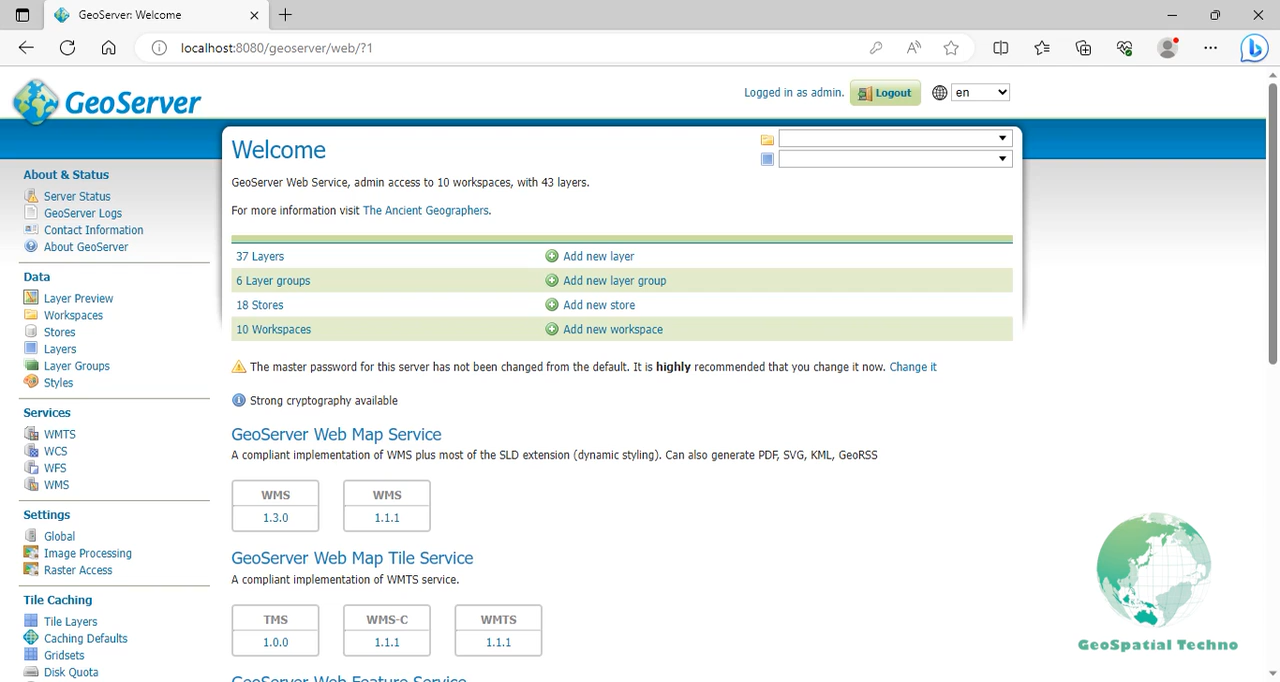 GeoServer: Welcome
localhost:8080/geoserver/web/?1
GeoServer
Logged in as admin. Logout en
About & Status
Server Status
GeoServer Logs
Contact Information
About GeoServer
Data
Layer Preview
Workspaces
Stores
Layers
Layer Groups
Styles
Services
WMTS
WCS
WFS
WMS
Settings
Global
Image Processing
Raster Access
Tile Caching
Tile Layers
Caching Defaults
Gridsets
Disk Quota
Welcome
GeoServer Web Service, admin access to 10 workspaces, with 43 layers.
For more information visit The Ancient Geographers.
37 Layers Add new layer
6 Layer groups Add new layer group
18 Stores Add new store
10 Workspaces Add new workspace
The master password for this server has not been changed from the default. It is highly recommended that you change it now. Change it
Strong cryptography available
GeoServer Web Map Service
A compliant implementation of WMS plus most of the SLD extension (dynamic styling). Can also generate PDF, SVG, KML, GeoRSS
WMS WMS
1.3.0 1.1.1
GeoServer Web Map Tile Service
A compliant implementation of WMTS service.
TMS WMS-C WMTS
1.0.0 1.1.1 1.1.1
GeoServer Web Feature Service
GeoSpatial Techno